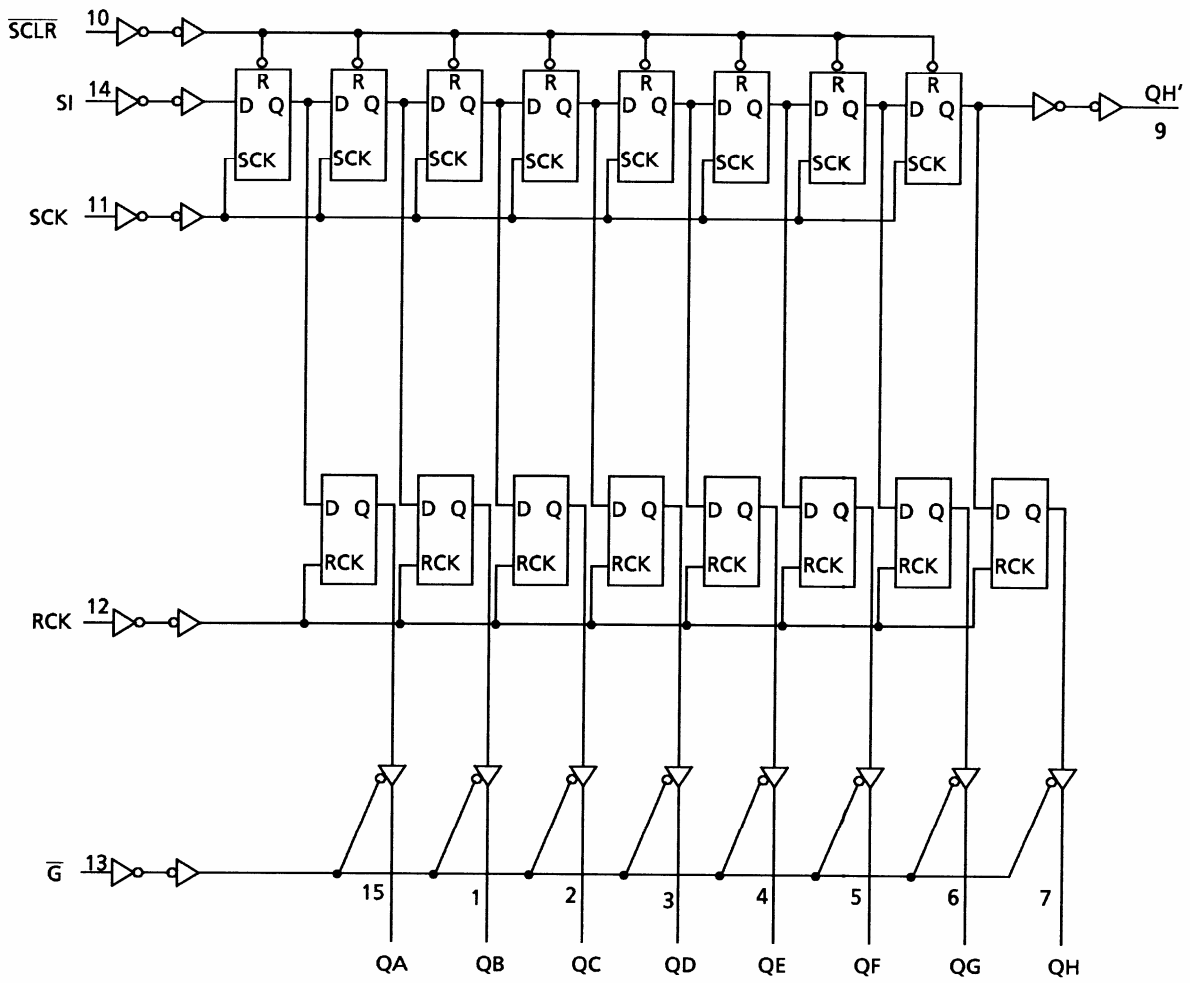 SCLR 10
R R R R R R R R
SI 14 D Q D Q D Q D Q D Q D Q D Q D Q QH' 9
SCK SCK SCK SCK SCK SCK SCK SCK
SCK 11
D Q D Q D Q D Q D Q D Q D Q D Q
RCK RCK RCK RCK RCK RCK RCK RCK
RCK 12
G 13
15 1 2 3 4 5 6 7
QA QB QC QD QE QF QG QH